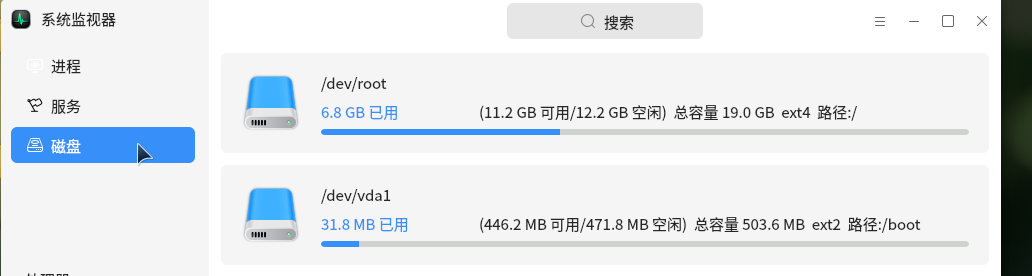 系统监视器
搜索
进程
服务
磁盘
/dev/root
6.8 GB 已用 (11.2 GB 可用/12.2 GB 空闲) 总容量 19.0 GB ext4 路径:/
/dev/vda1
31.8 MB 已用 (446.2 MB 可用/471.8 MB 空闲) 总容量 503.6 MB ext2 路径:/boot